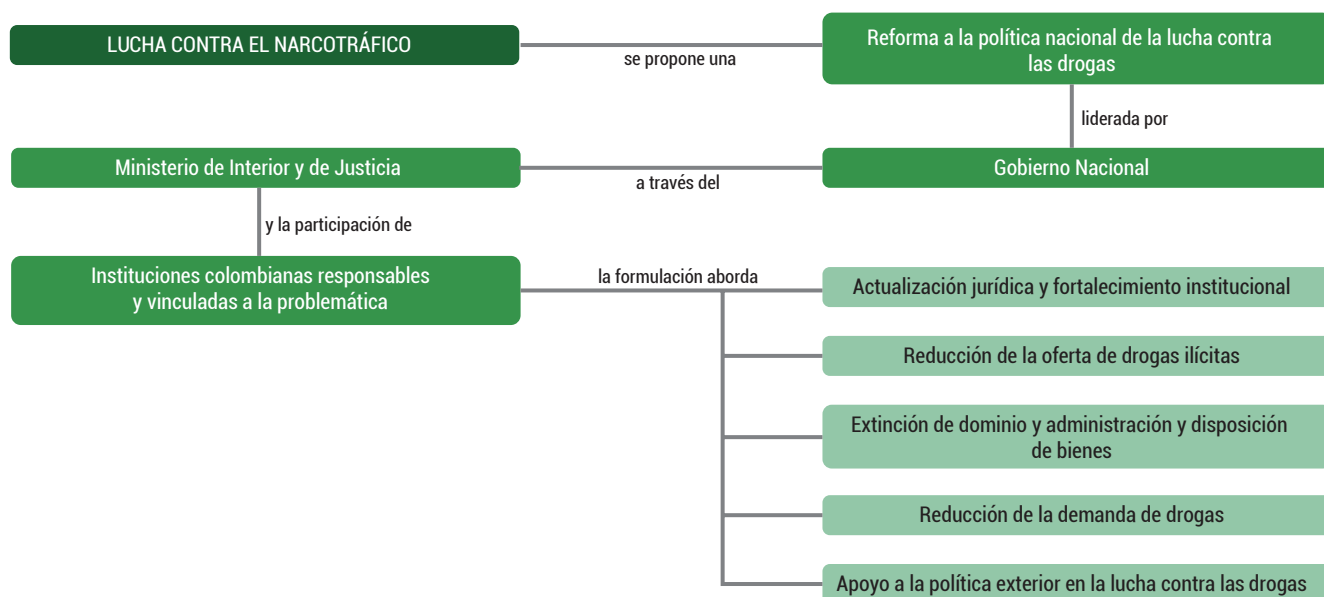 LUCHA CONTRA EL NARCOTRÁFICO
se propone una
Reforma a la política nacional de la lucha contra
las drogas
liderada por
Gobierno Nacional
a través del
Ministerio de Interior y de Justicia
y la participación de
Instituciones colombianas responsables
y vinculadas a la problemática
la formulación aborda
Actualización jurídica y fortalecimiento institucional
Reducción de la oferta de drogas ilícitas
Extinción de dominio y administración y disposición
de bienes
Reducción de la demanda de drogas
Apoyo a la política exterior en la lucha contra las drogas